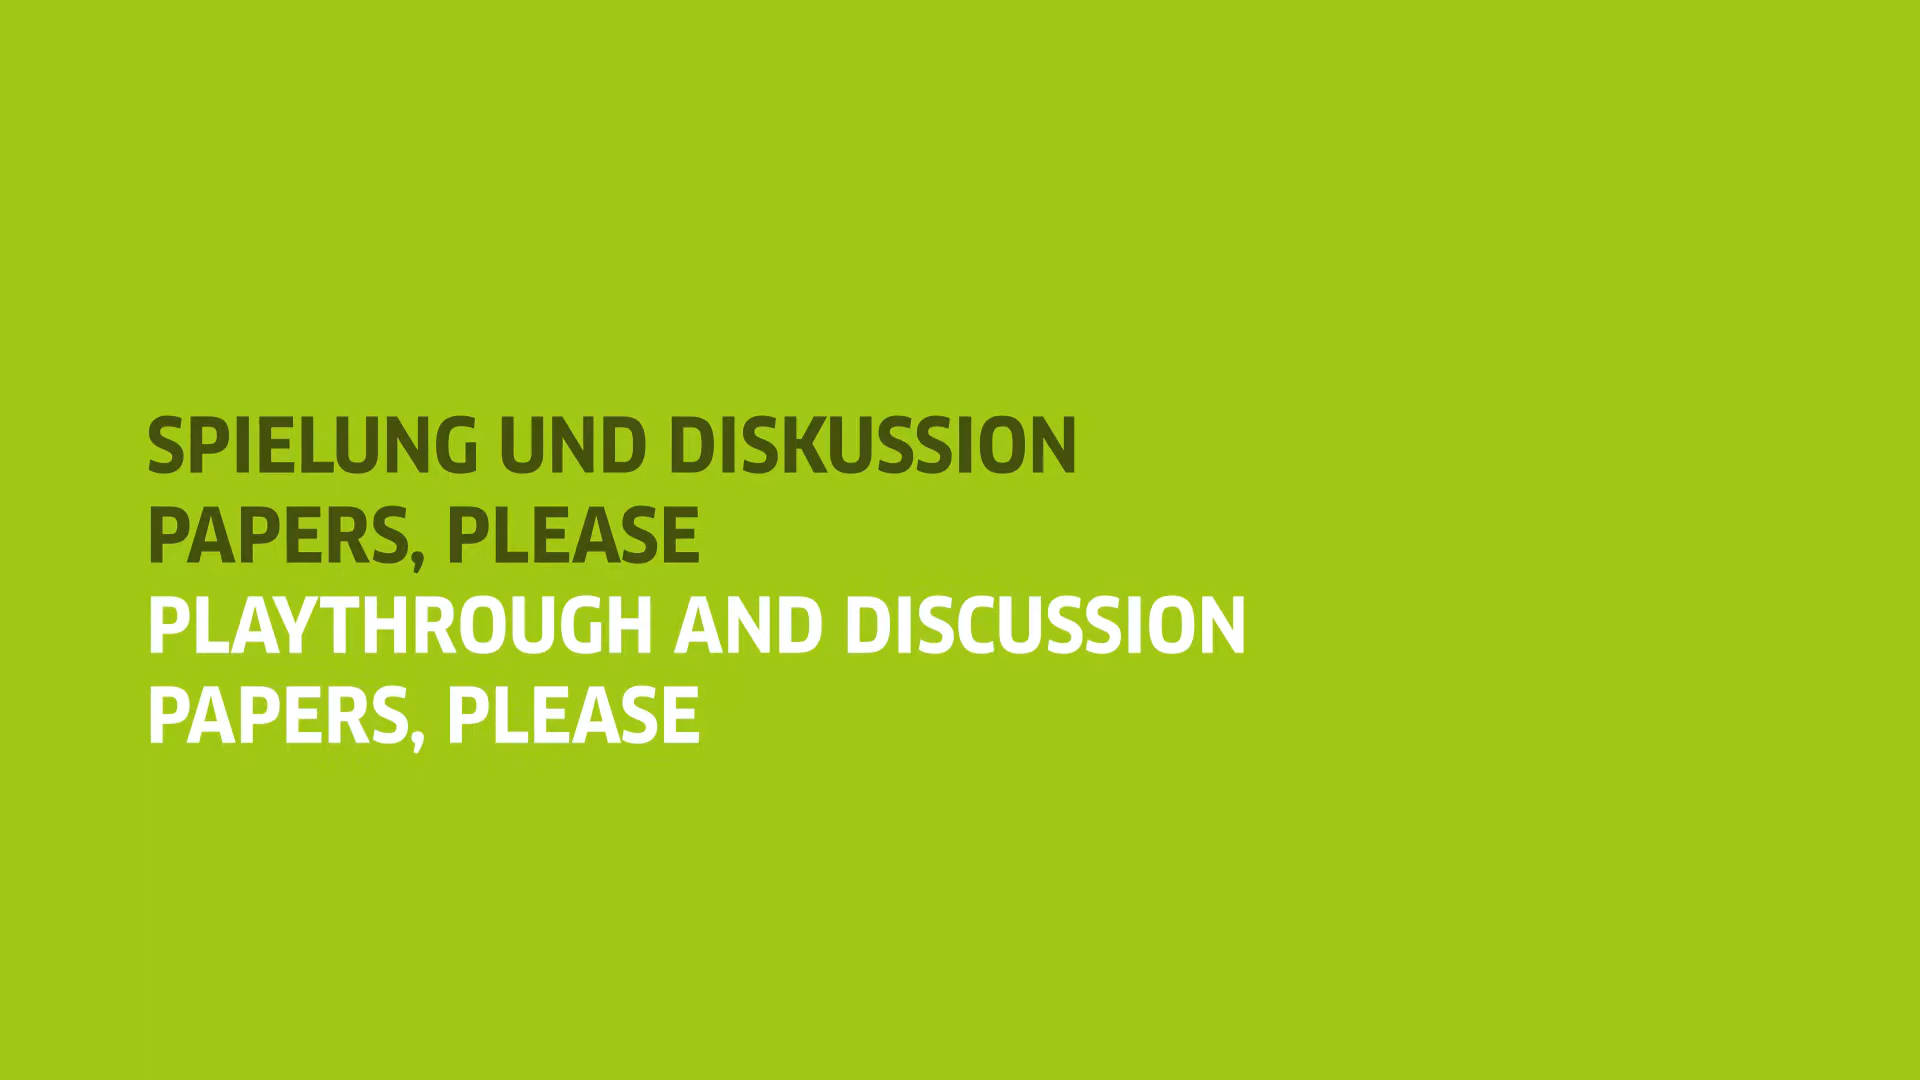 SPIELUNG UND DISKUSSION
PAPERS, PLEASE
PLAYTHROUGH AND DISCUSSION
PAPERS, PLEASE